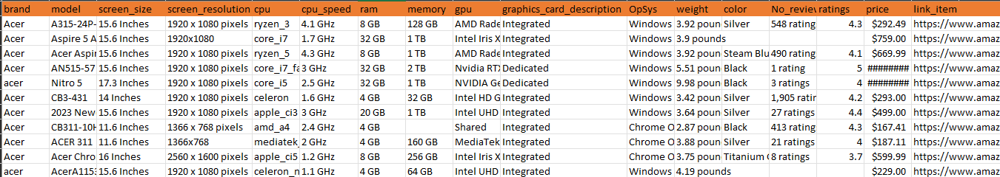 brand model screen_size screen_resolution cpu cpu_speed ram memory gpu graphics_card_description OpSys weight color No_review ratings price link_item
Acer A315-24P- 15.6 Inches 1920 x 1080 pixels ryzen_3 4.1 GHz 8 GB 128 GB AMD Rade Integrated Windows 3.92 poun Silver 548 rating 4.3 $292.49 https://www.amaz
Acer Aspire 5 A 15.6 Inches 1920x1080 core_i7 1.7 GHz 32 GB 1 TB Intel Iris X Integrated Windows 3.9 pounds $759.00 https://www.amaz
Acer Acer Aspir 15.6 Inches 1920 x 1080 pixels ryzen_5 4.3 GHz 8 GB 1 TB AMD Rade Integrated Windows 3.92 poun Steam Blu 490 rating 4.1 $669.99 https://www.amaz
Acer AN515-57 15.6 Inches 1920 x 1080 pixels core_i7_fa 3 GHz 32 GB 2 TB Nvidia RTX Dedicated Windows 5.51 poun Black 1 rating 5 ######## https://www.amaz
acer Nitro 5 17.3 Inches 1920 x 1080 pixels core_i5 2.5 GHz 32 GB 1 TB NVIDIA Ge Dedicated Windows 9.98 poun Black 3 ratings 4 ######## https://www.amaz
Acer CB3-431 14 Inches 1920 x 1080 pixels celeron 1.6 GHz 4 GB 32 GB Intel HD G Integrated Windows 3.42 poun Silver 1,905 ratin 4.2 $293.00 https://www.amaz
Acer 2023 New 15.6 Inches 1920 x 1080 pixels apple_ci3 3 GHz 20 GB 1 TB Intel UHD Integrated Windows 3.64 poun Silver 27 ratings 4.4 $499.00 https://www.amaz
Acer CB311-10H 11.6 Inches 1366 x 768 pixels amd_a4 2.4 GHz 4 GB Shared Integrated Chrome O 2.87 poun Black 413 rating 4.3 $167.41 https://www.amaz
Acer ACER 311 11.6 Inches 1366x768 mediatek_ 2 GHz 4 GB 160 GB MediaTek Integrated Chrome O 3.88 poun Silver 21 ratings 4 $187.11 https://www.amaz
Acer Acer Chro 16 Inches 2560 x 1600 pixels apple_ci5 1.2 GHz 8 GB 256 GB Intel Iris X Integrated Chrome O 3.75 poun Titanium 8 ratings 3.7 $599.99 https://www.amaz
acer AcerA1153 15.6 Inches 1920 x 1080 pixels celeron_n 1.1 GHz 4 GB 64 GB Intel UHD Integrated Windows 4.19 pounds $229.00 https://www.amaz